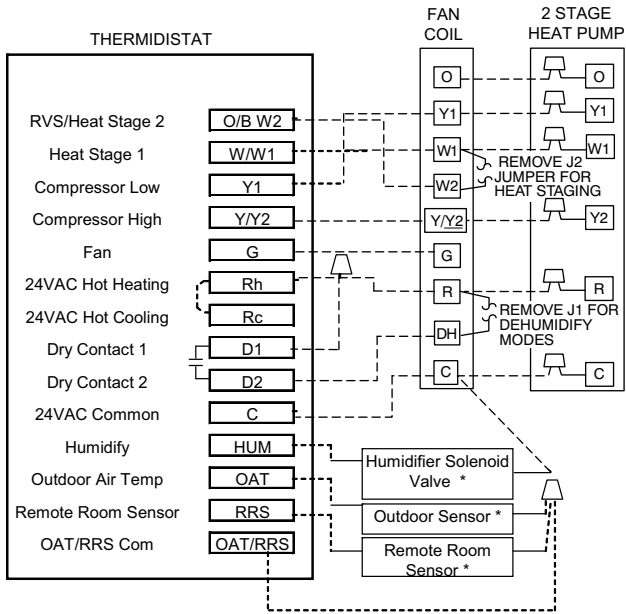 THERMIDISTAT
FAN
COIL
2 STAGE
HEAT PUMP
RVS/Heat Stage 2 O/B W2
Heat Stage 1 W/W1
Compressor Low Y1
Compressor High Y/Y2
Fan G
24VAC Hot Heating Rh
24VAC Hot Cooling Rc
Dry Contact 1 D1
Dry Contact 2 D2
24VAC Common C
Humidify HUM
Outdoor Air Temp OAT
Remote Room Sensor RRS
OAT/RRS Com OAT/RRS
O
Y1
W1
W2
Y/Y2
G
R
DH
C
REMOVE J2
JUMPER FOR
HEAT STAGING
REMOVE J1 FOR
DEHUMIDIFY
MODES
O
Y1
W1
Y2
R
C
Humidifier Solenoid
Valve *
Outdoor Sensor *
Remote Room
Sensor *